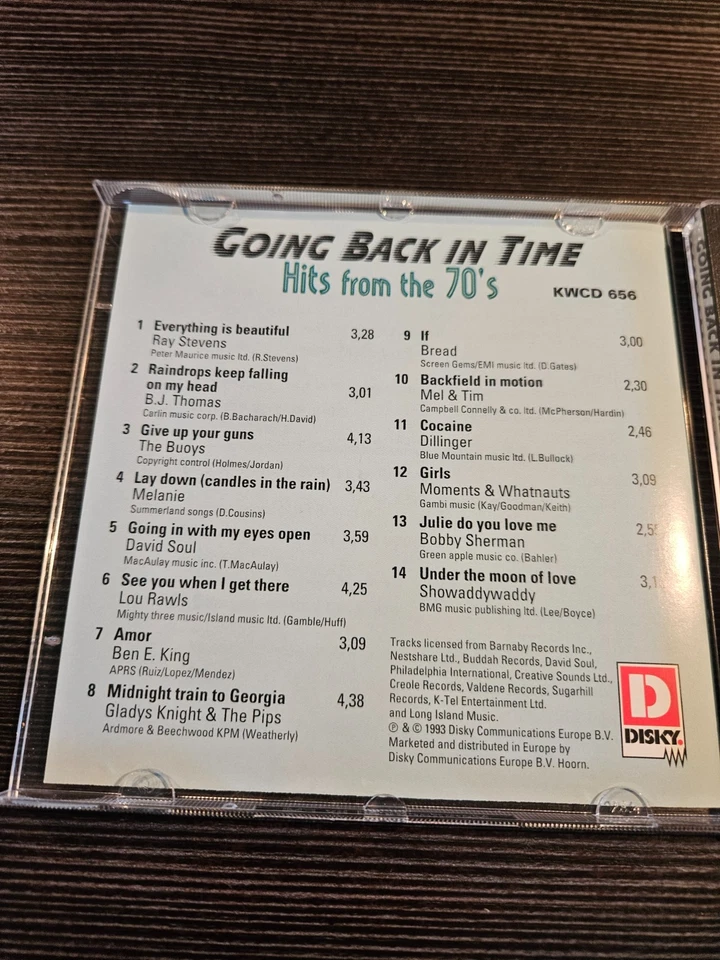 GOING BACK IN TIME
Hits from the 70's
KWCD 656
1 Everything is beautiful 3,28
Ray Stevens
Peter Maurice music ltd. (R.Stevens)
2 Raindrops keep falling
on my head 3,01
B.J. Thomas
Carlin music corp. (B.Bacharach/H.David)
3 Give up your guns 4,13
The Buoys
Copyright control (Holmes/Jordan)
4 Lay down (candles in the rain) 3,43
Melanie
Summerland songs (D.Cousins)
5 Going in with my eyes open 3,59
David Soul
MacAulay music inc. (T.MacAulay)
6 See you when I get there 4,25
Lou Rawls
Mighty three music/Island music ltd. (Gamble/Huff)
7 Amor 3,09
Ben E. King
APRS (Ruiz/Lopez/Mendez)
8 Midnight train to Georgia 4,38
Gladys Knight & The Pips
Ardmore & Beechwood KPM (Weatherly)
9 If 3,00
Bread
Screen Gems/EMI music ltd. (D.Gates)
10 Backfield in motion 2,30
Mel & Tim
Campbell Connelly & co. ltd. (McPherson/Hardin)
11 Cocaine 2,46
Dillinger
Blue Mountain music ltd. (L.Bullock)
12 Girls 3,09
Moments & Whatnauts
Gambi music (Kay/Goodman/Keith)
13 Julie do you love me
Bobby Sherman
Green apple music co. (Bahler)
14 Under the moon of love
Showaddywaddy
BMG music publishing ltd. (Lee/Boyce)
Tracks licensed from Barnaby Records Inc.,
Nestshare Ltd., Buddah Records, David Soul,
Philadelphia International, Creative Sounds Ltd.,
Creole Records, Valdene Records, Sugarhill
Records, K-Tel Entertainment Ltd.
and Long Island Music.
℗ & © 1993 Disky Communications Europe B.V.
Marketed and distributed in Europe by
Disky Communications Europe B.V. Hoorn.
D
DISKY.
GOING BACK IN